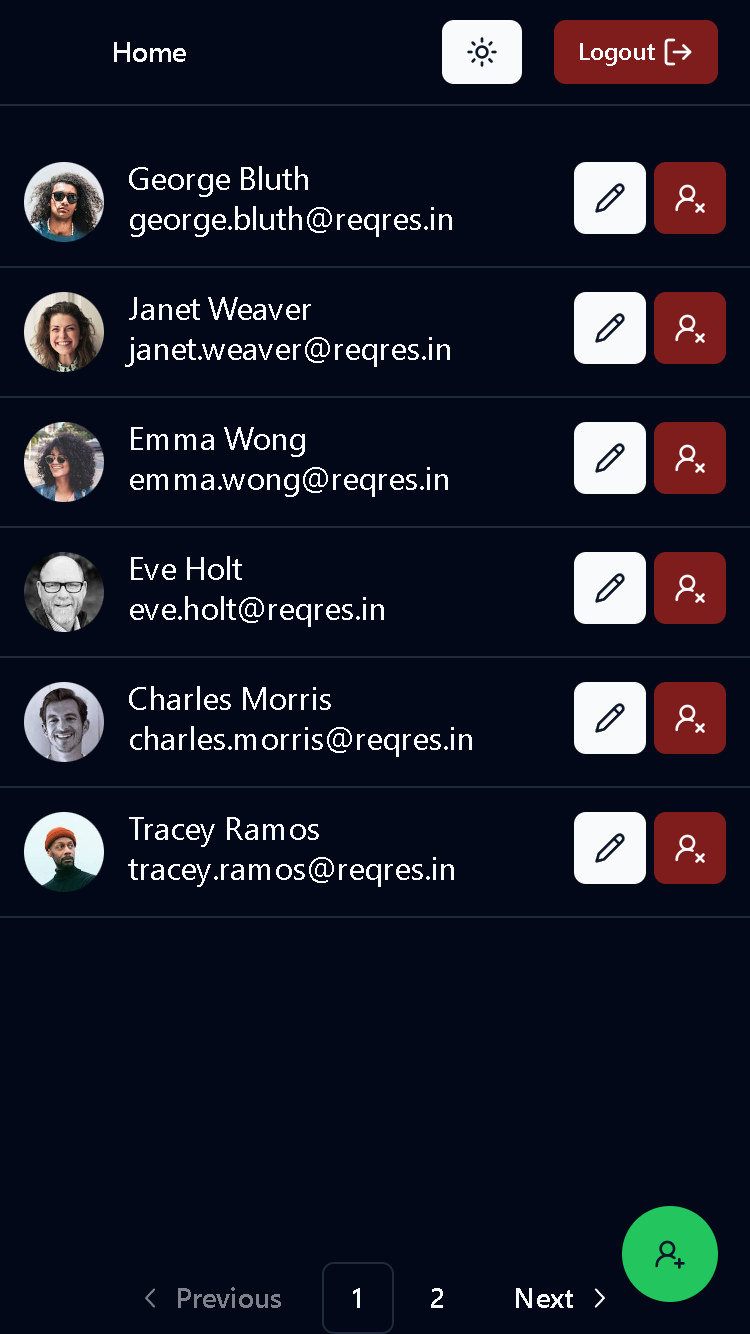 Home
Logout
George Bluth
george.bluth@reqres.in
Janet Weaver
janet.weaver@reqres.in
Emma Wong
emma.wong@reqres.in
Eve Holt
eve.holt@reqres.in
Charles Morris
charles.morris@reqres.in
Tracey Ramos
tracey.ramos@reqres.in
Previous 1 2 Next